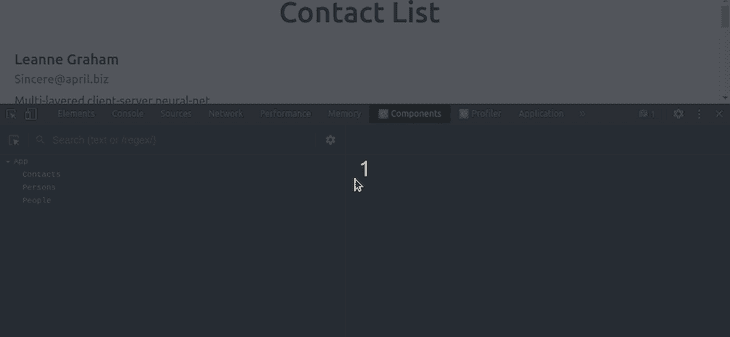 Contact List
Leanne Graham
Sincere@april.biz
Multi-layered client-server neural-net
Elements Console Sources Network Performance Memory Components Profiler Application » 1
Search (text or /regex/)
1
App
Contacts
Persons
People